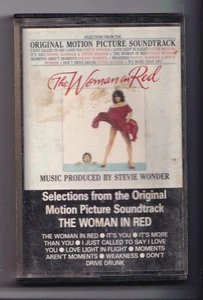 SELECTIONS FROM THE
ORIGINAL MOTION PICTURE SOUNDTRACK
The Woman in Red
MUSIC PRODUCED BY STEVIE WONDER
Selections from the Original
Motion Picture Soundtrack
THE WOMAN IN RED
THE WOMAN IN RED • IT'S YOU • IT'S MORE
THAN YOU • I JUST CALLED TO SAY I LOVE
YOU • LOVE LIGHT IN FLIGHT • MOMENTS
AREN'T MOMENTS • WEAKNESS • DON'T
DRIVE DRUNK